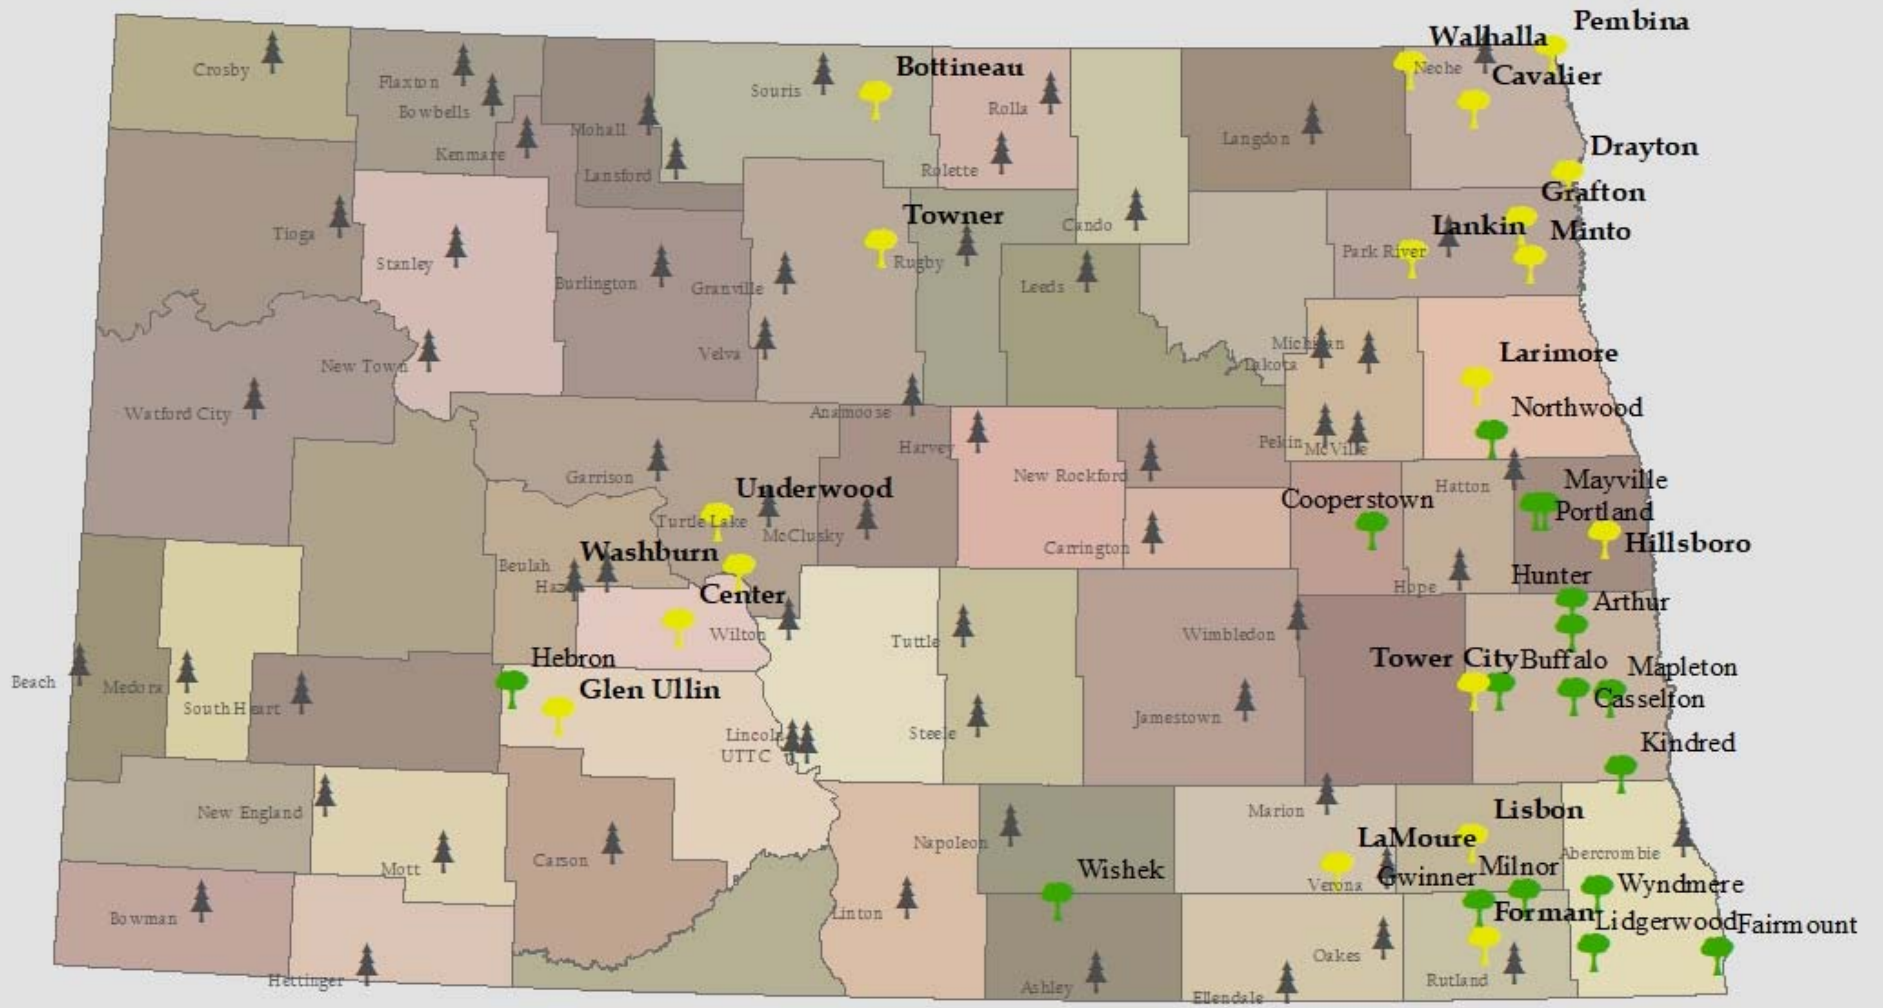 Pembina
Walhalla
Neche
Cavalier
Crosby
Flaxton
Bowbells
Kenmare
Mohall
Lansford
Souris
Bottineau
Rolla
Rolette
Langdon
Drayton
Grafton
Lankin
Minto
Park River
Tioga
Stanley
Burlington
Granville
Towner
Rugby
Cando
Leeds
Velva
New Town
Watford City
Anamoose
Michigan
Lakota
Larimore
Northwood
Garrison
Harvey
New Rockford
Pekin
McVille
Underwood
Turtle Lake
McClusky
Carrington
Cooperstown
Hatton
Mayville
Portland
Hillsboro
Washburn
Beulah
Haz
Center
Wilton
Tuttle
Wimbledon
Hope
Hunter
Arthur
Beach
Medora
South Heart
Hebron
Glen Ullin
Lincoln
UTTC
Steele
Jamestown
Tower City
Buffalo
Mapleton
Casselton
Kindred
New England
Mott
Carson
Napoleon
Marion
Lisbon
LaMoure
Verona
Gwinner
Milnor
Abercrombie
Wyndmere
Bowman
Hettinger
Linton
Wishek
Ashley
Ellendale
Oakes
Forman
Rutland
Lidgerwood
Fairmount